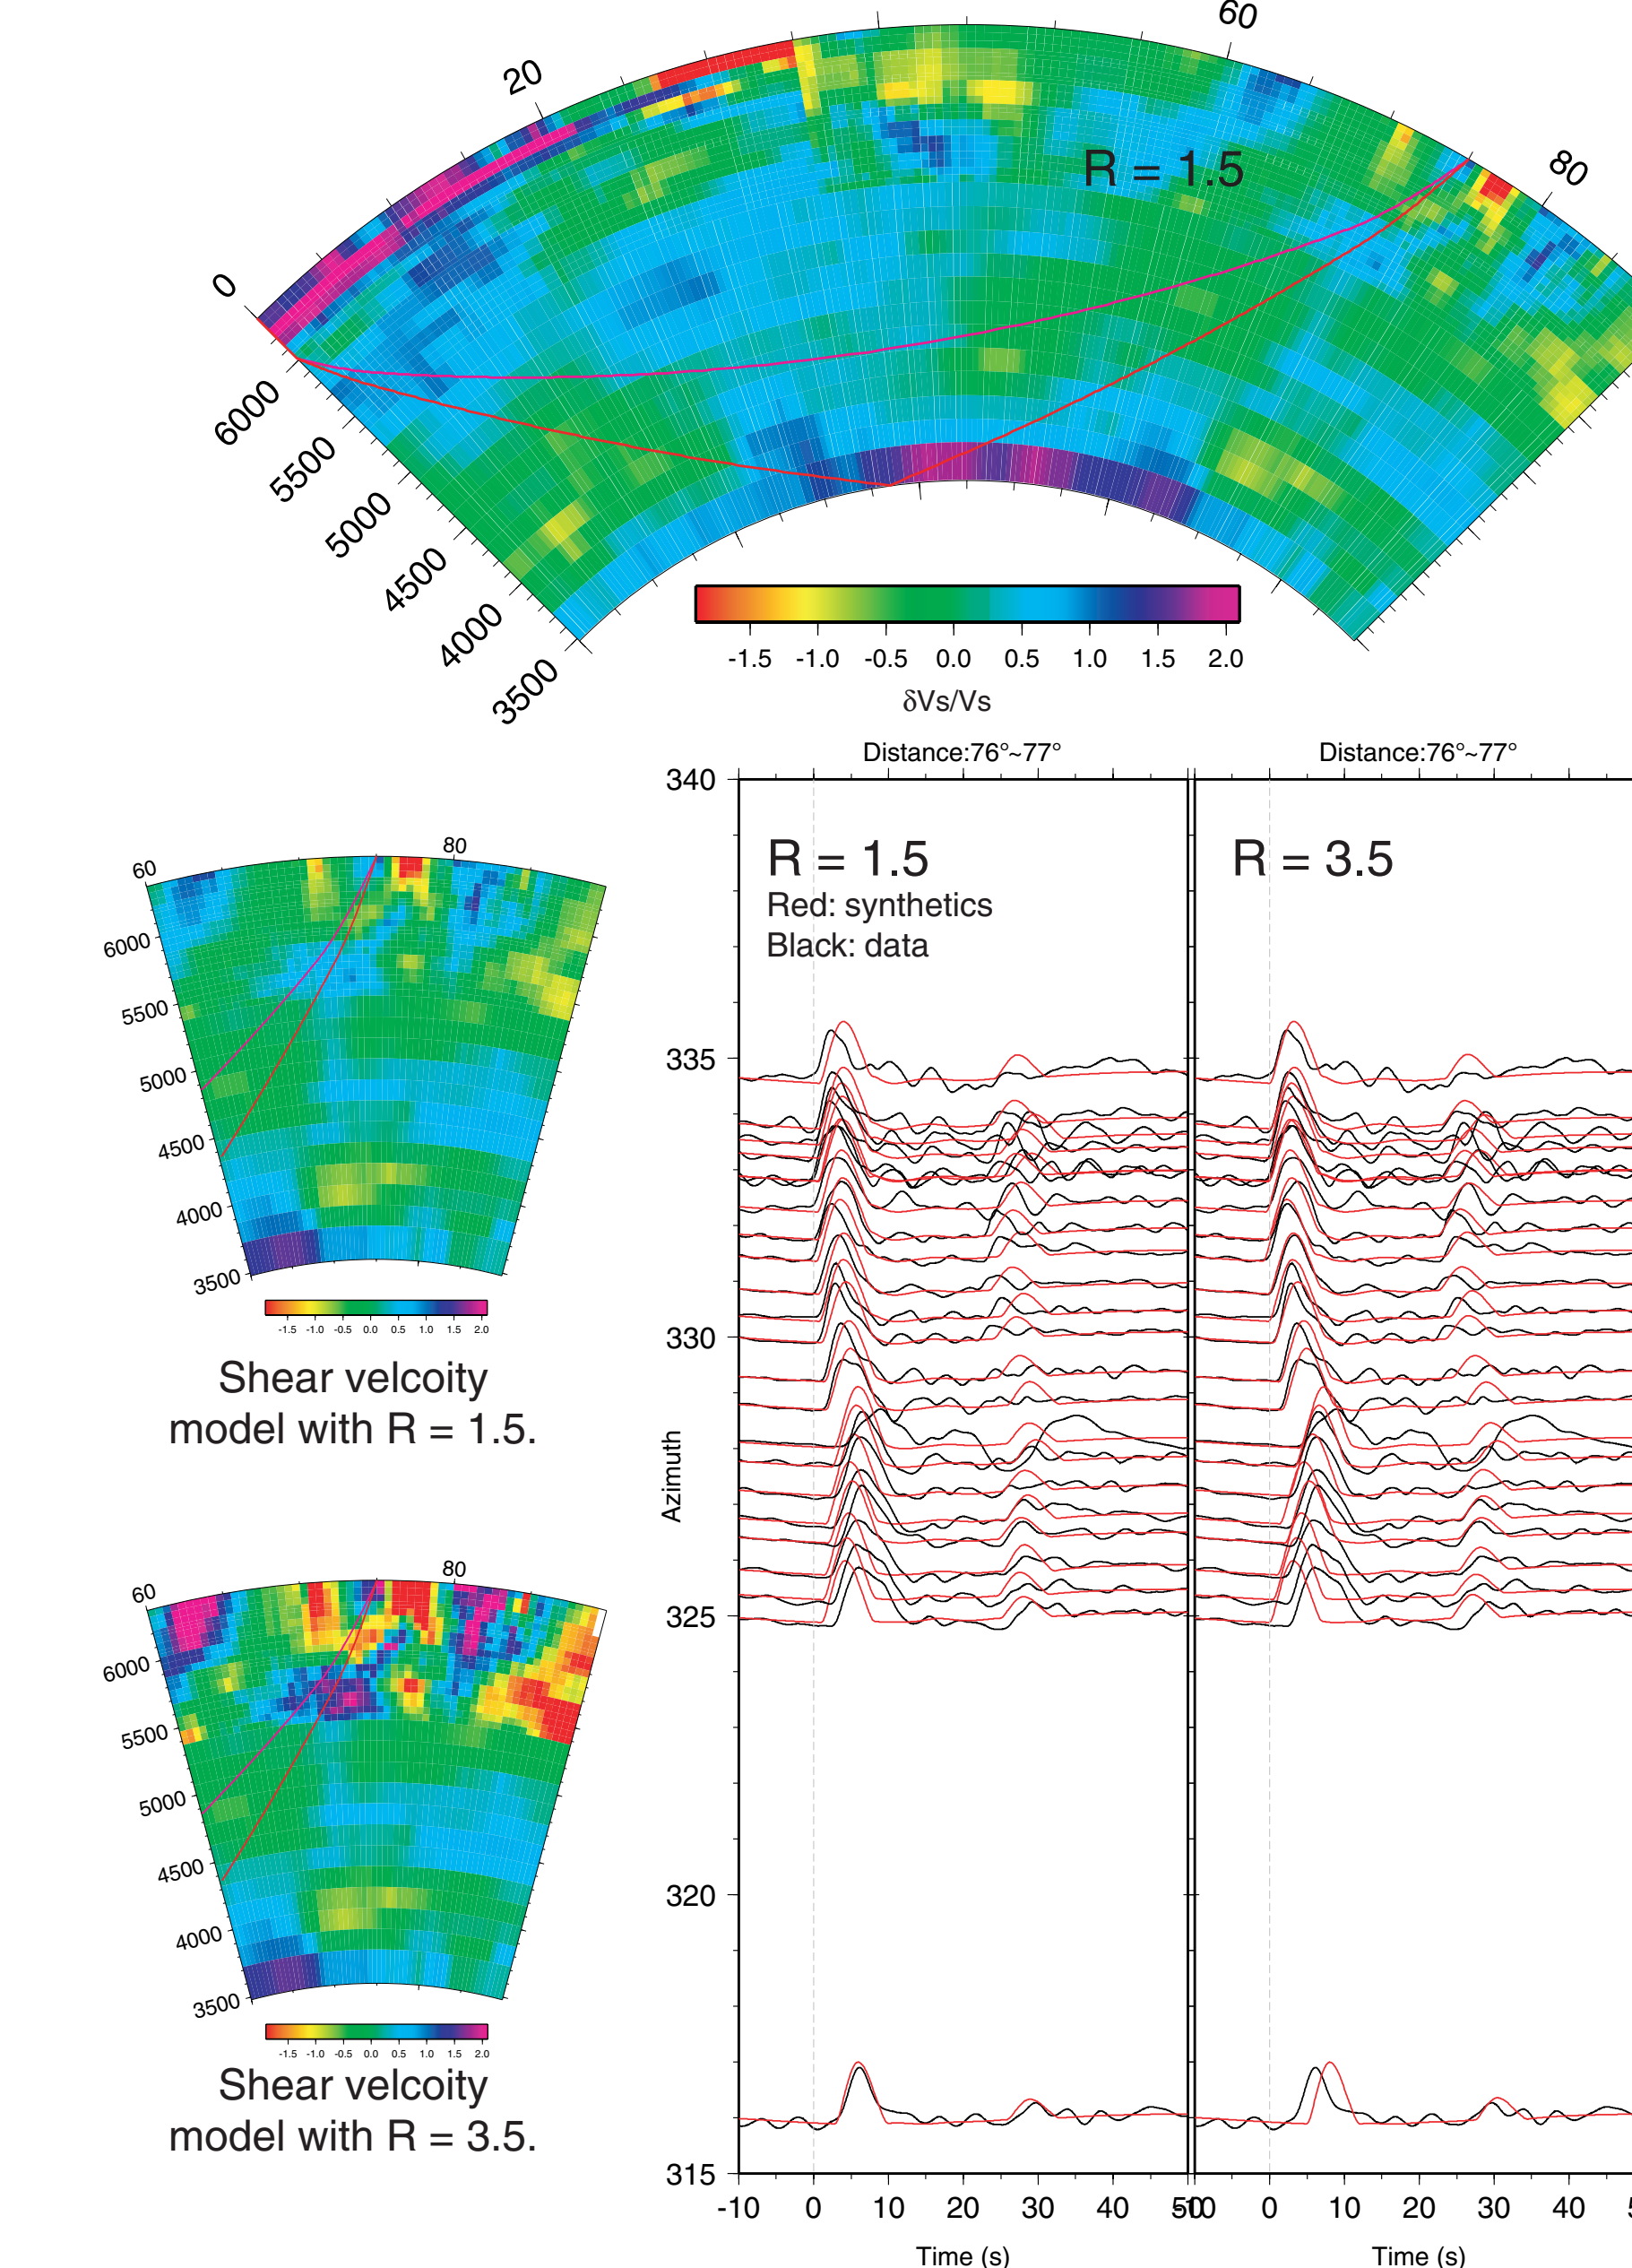 60
20
R = 1.5
80
0
6000
5500
5000
4500
4000
3500
-1.5 -1.0 -0.5 0.0 0.5 1.0 1.5 2.0
δVs/Vs
Distance:76°~77°
Distance:76°~77°
340
335
330
325
320
315
Azimuth
R = 1.5
Red: synthetics
Black: data
R = 3.5
-10 0 10 20 30 40 50
-10 0 10 20 30 40
Time (s)
Time (s)
60
80
6000
5500
5000
4500
4000
3500
-1.5 -1.0 -0.5 0.0 0.5 1.0 1.5 2.0
Shear velcoity
model with R = 1.5.
60
80
6000
5500
5000
4500
4000
3500
-1.5 -1.0 -0.5 0.0 0.5 1.0 1.5 2.0
Shear velcoity
model with R = 3.5.